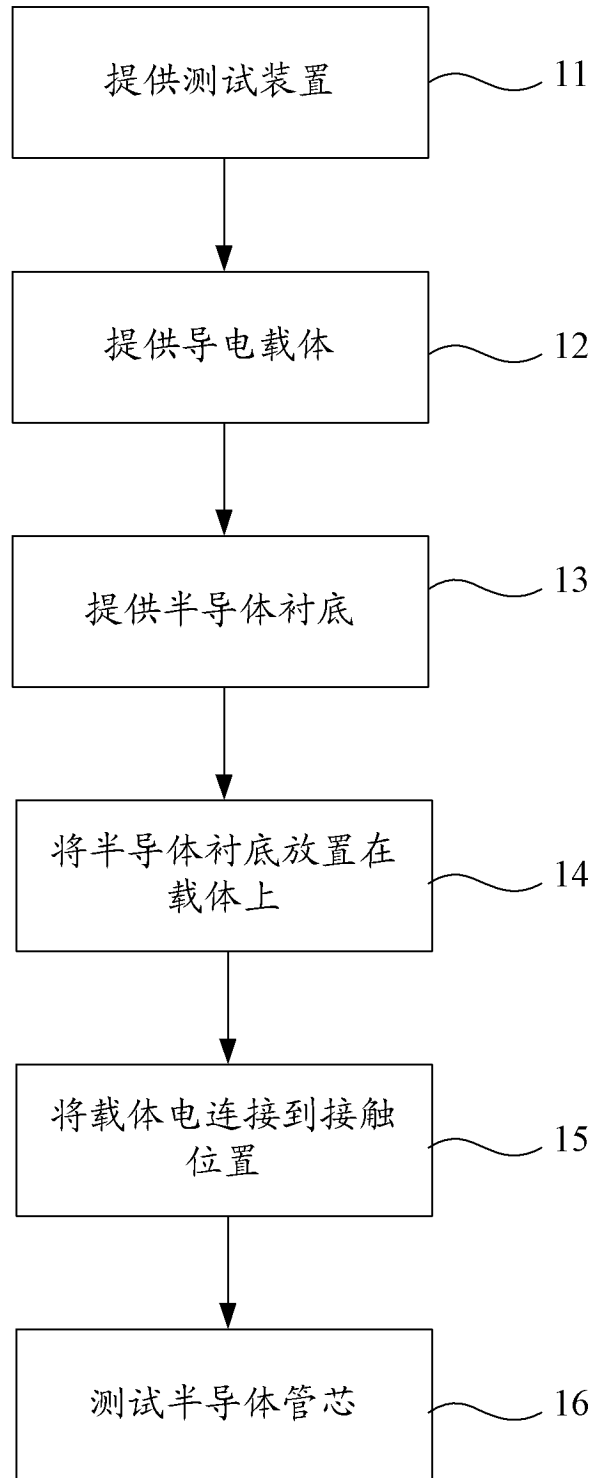 提供测试装置
11
提供导电载体
12
提供半导体衬底
13
将半导体衬底放置在
载体上
14
将载体电连接到接触
位置
15
测试半导体管芯
16